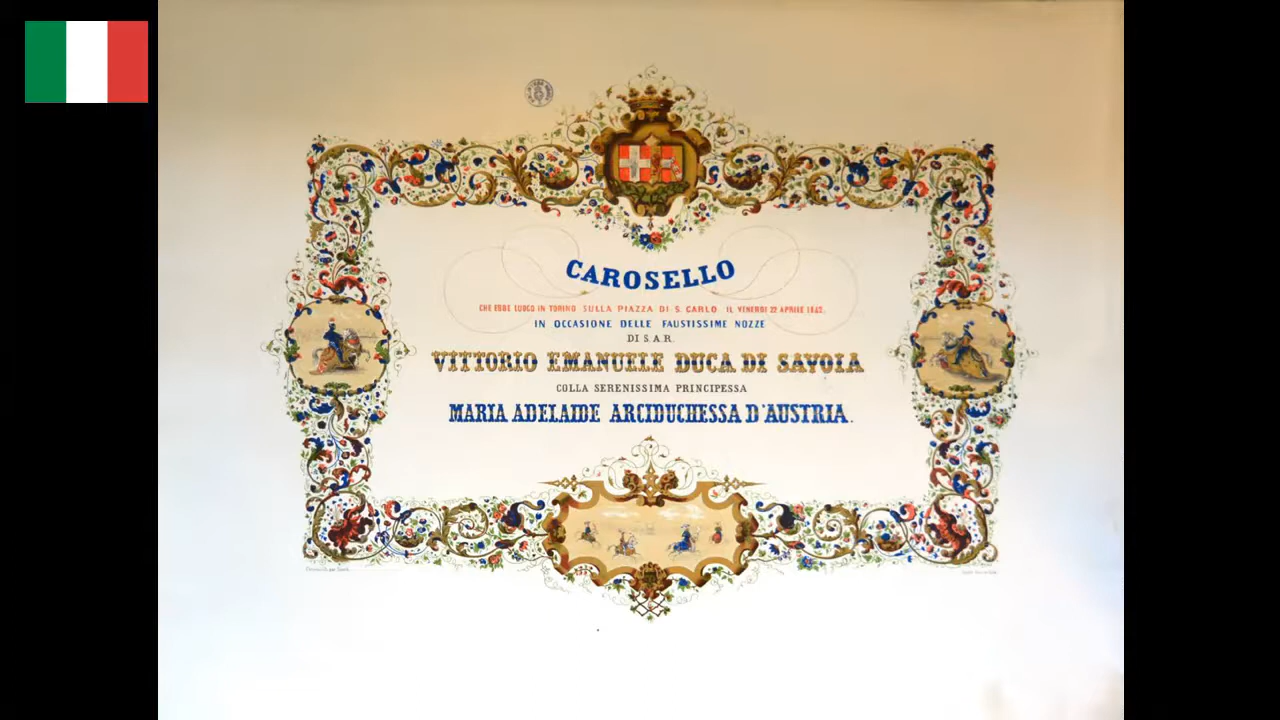 CAROSELLO
CHE EBBE LUOGO IN TORINO SULLA PIAZZA DI S. CARLO IL VENERDI 22 APRILE 1842.
IN OCCASIONE DELLE FAUSTISSIME NOZZE
DI S.A.R.
VITTORIO EMANUELE DUCA DI SAVOIA
COLLA SERENISSIMA PRINCIPESSA
MARIA ADELAIDE ARCIDUCHESSA D'AUSTRIA.